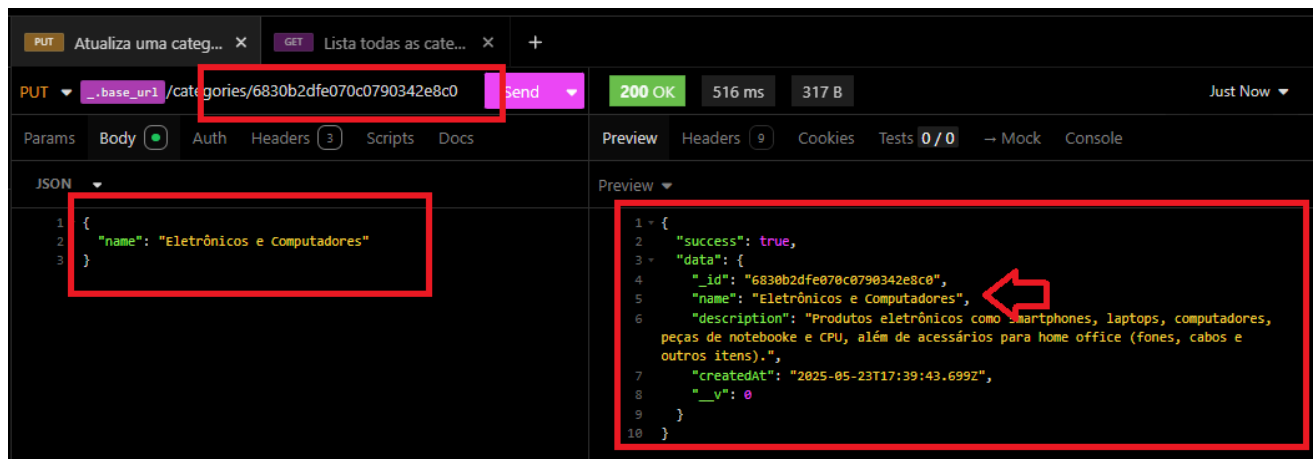 PUT Atualiza uma categ... × GET Lista todas as cate... × +
PUT _.base_url /categories/6830b2dfe070c0790342e8c0 Send 200 OK 516 ms 317 B Just Now
Params Body Auth Headers 3 Scripts Docs Preview Headers 9 Cookies Tests 0 / 0 → Mock Console
JSON Preview
1 {
2 "name": "Eletrônicos e Computadores"
3 }
1 {
2 "success": true,
3 "data": {
4 "_id": "6830b2dfe070c0790342e8c0",
5 "name": "Eletrônicos e Computadores",
6 "description": "Produtos eletrônicos como smartphones, laptops, computadores,
peças de notebooke e CPU, além de acessários para home office (fones, cabos e
outros itens).",
7 "createdAt": "2025-05-23T17:39:43.699Z",
8 "__v": 0
9 }
10 }